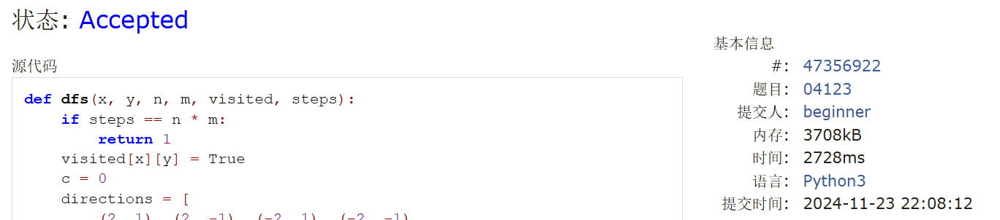 状态: Accepted
源代码
def dfs(x, y, n, m, visited, steps):
    if steps == n * m:
        return 1
    visited[x][y] = True
    c = 0
    directions = [
        (2, 1), (2, -1), (-2, 1), (-2, -1),
基本信息
#: 47356922
题目: 04123
提交人: beginner
内存: 3708kB
时间: 2728ms
语言: Python3
提交时间: 2024-11-23 22:08:12